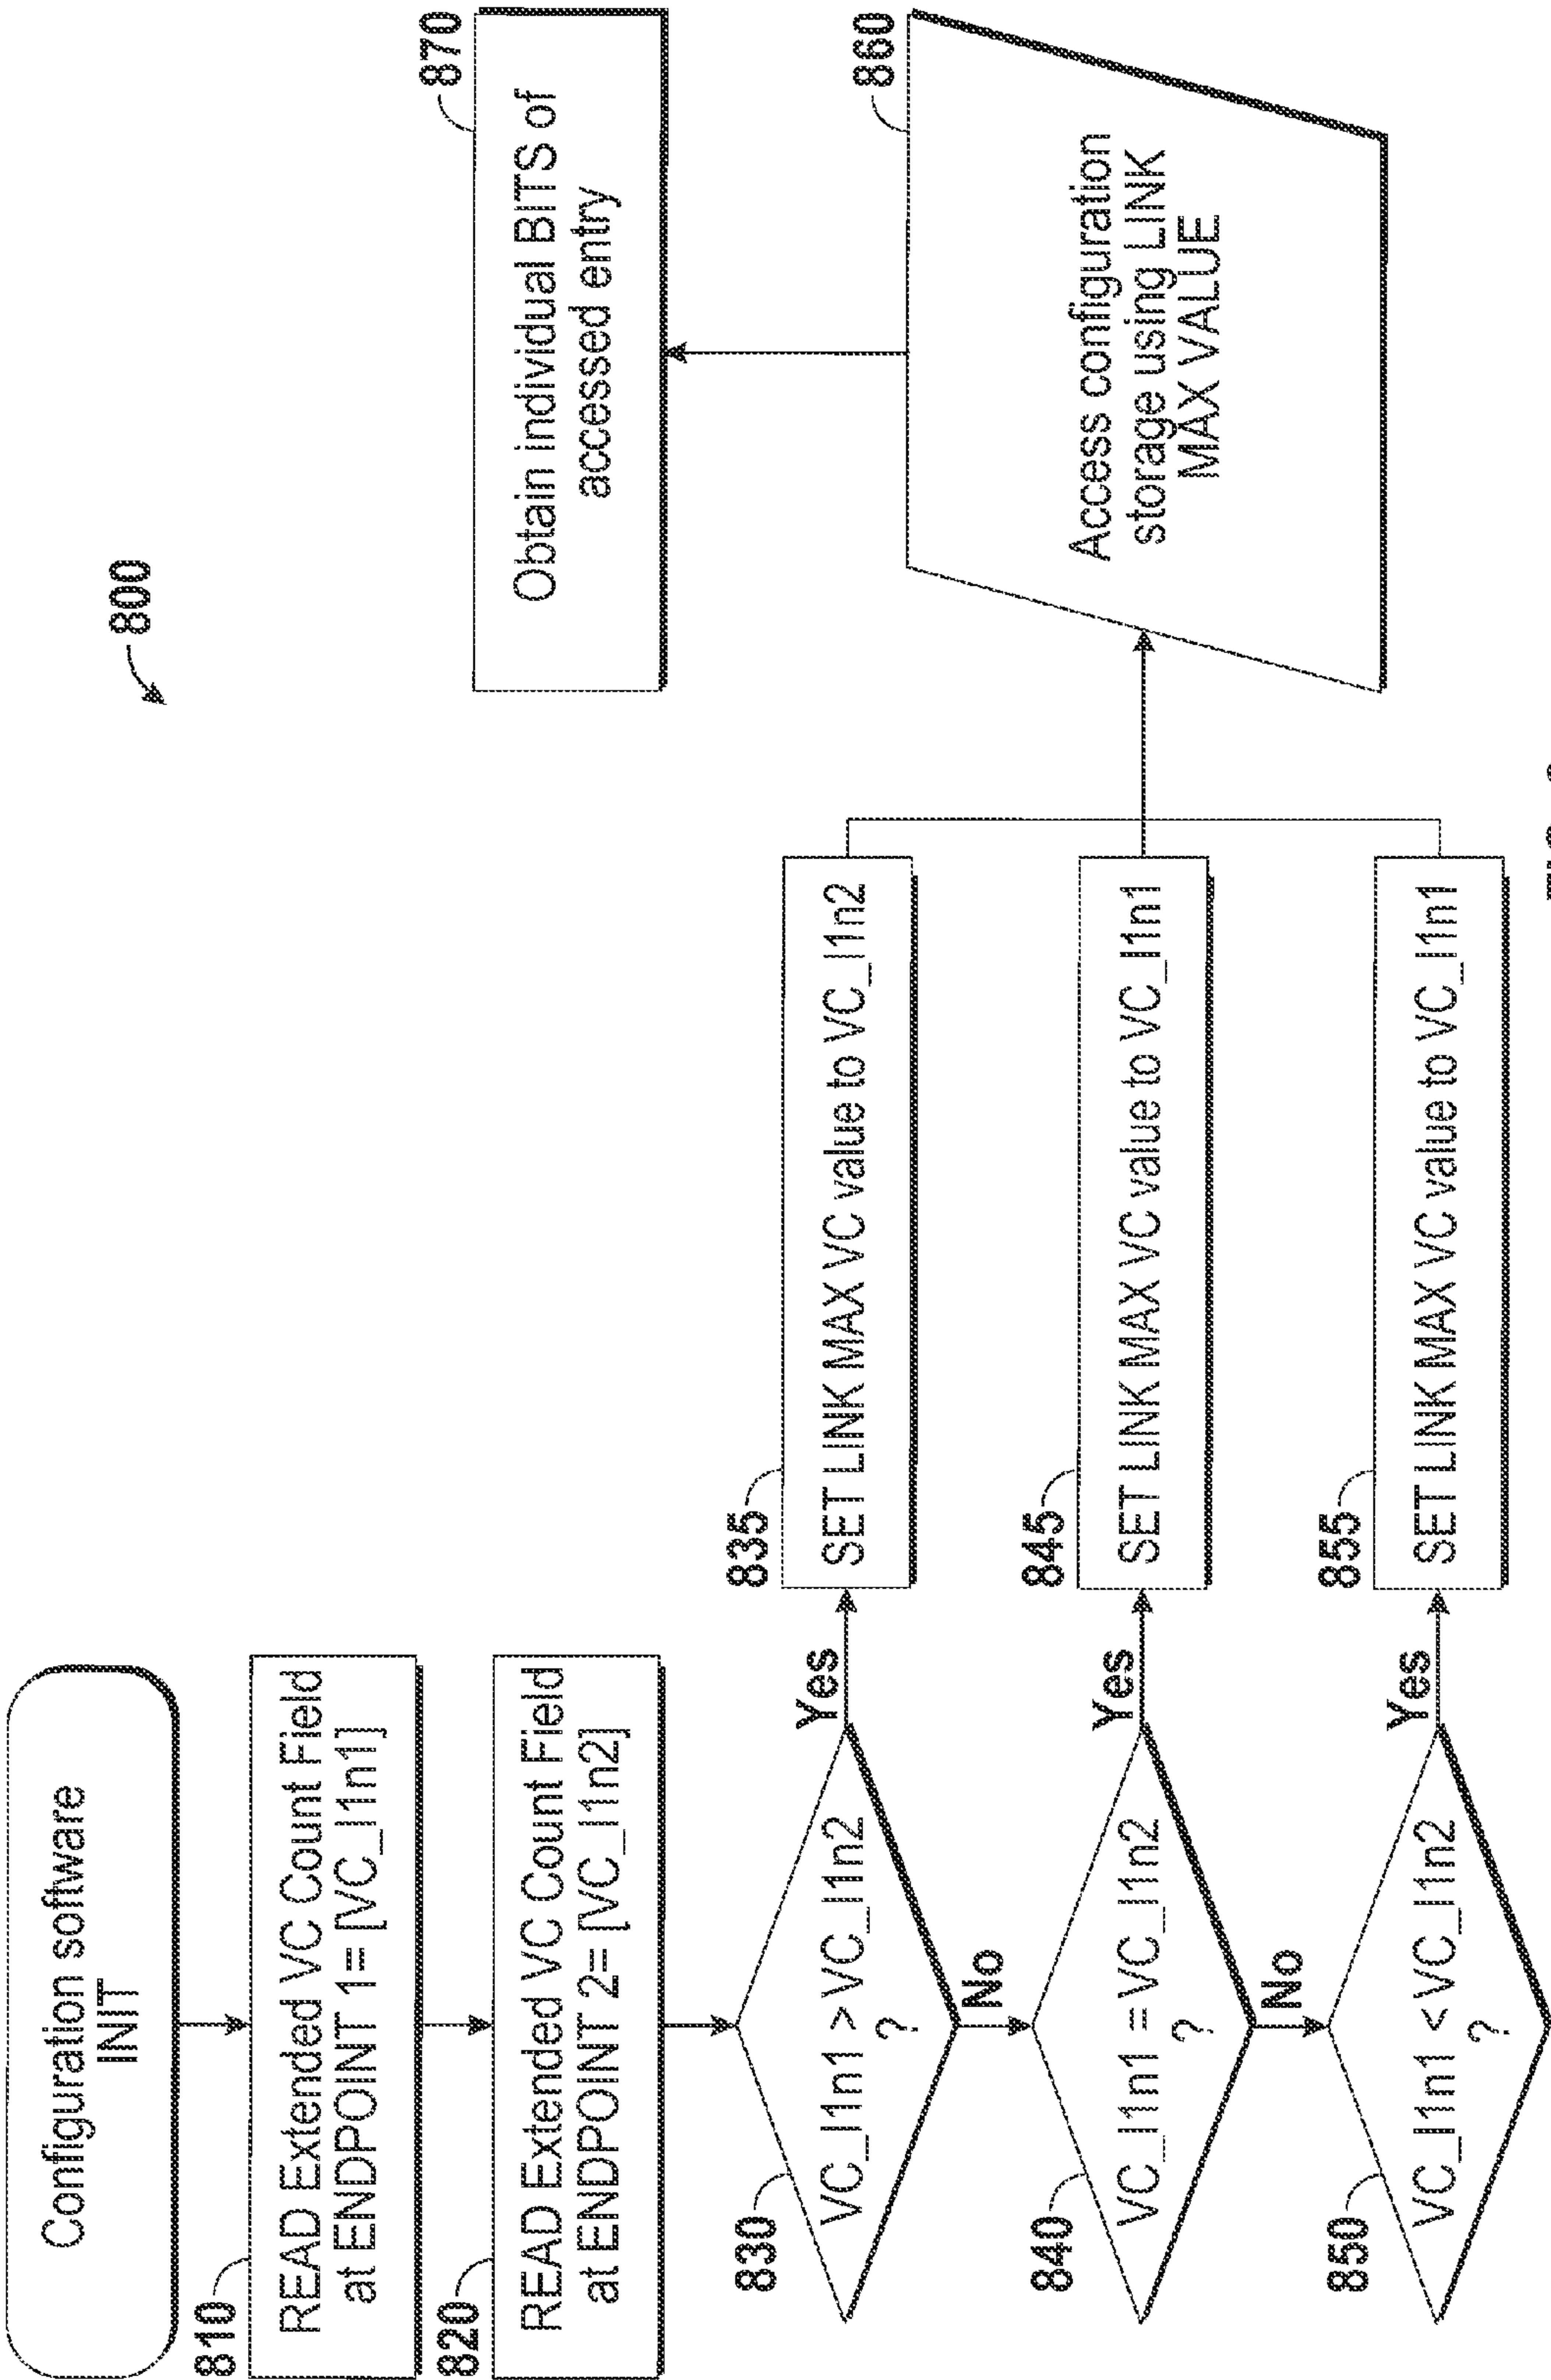 800
Configuration software
INIT
810
READ Extended VC Count Field
at ENDPOINT 1= [VC_l1n1]
820
READ Extended VC Count Field
at ENDPOINT 2= [VC_l1n2]
830
VC_l1n1 > VC_l1n2
?
Yes
No
835
SET LINK MAX VC value to VC_l1n2
840
VC_l1n1 = VC_l1n2
?
Yes
No
845
SET LINK MAX VC value to VC_l1n1
850
VC_l1n1 < VC_l1n2
?
Yes
855
SET LINK MAX VC value to VC_l1n1
860
Access configuration
storage using LINK
MAX VALUE
870
Obtain individual BITS of
accessed entry